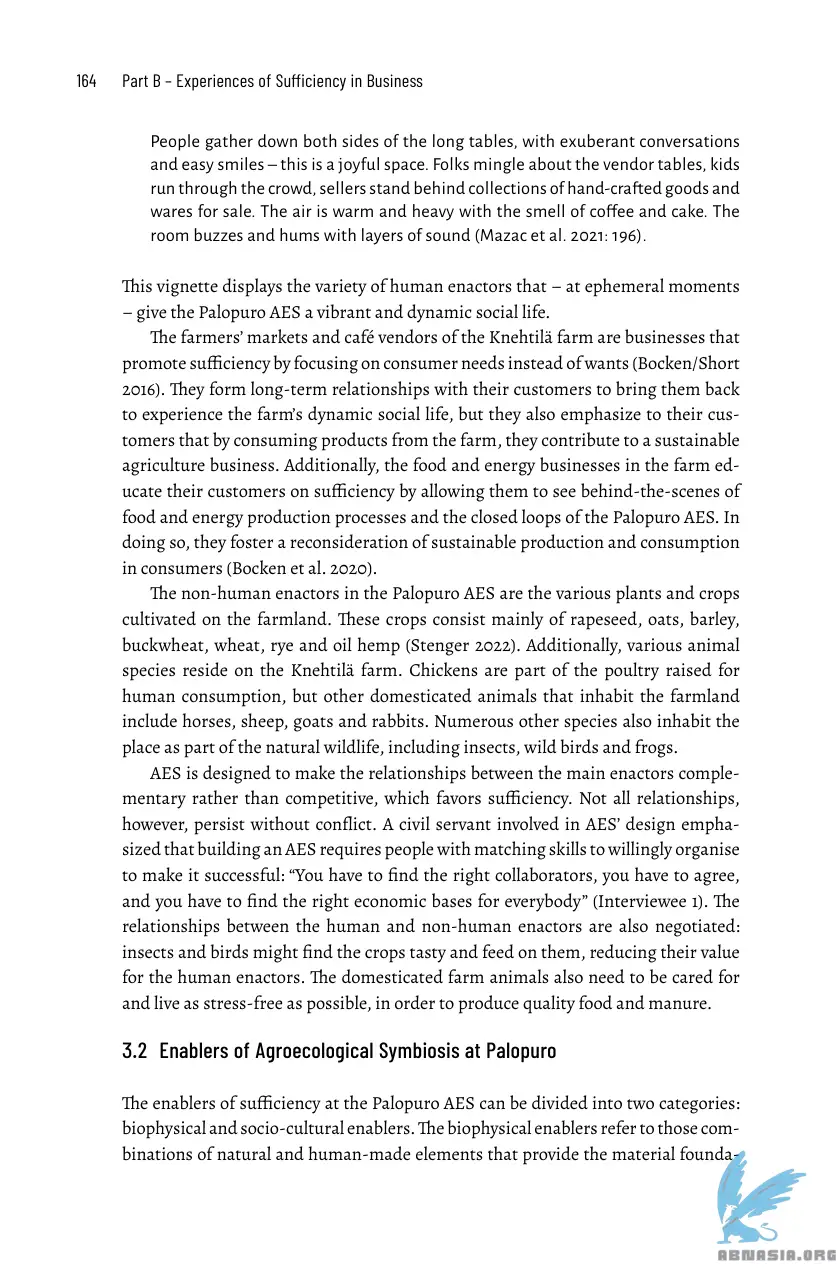 164 Part B – Experiences of Sufficiency in Business
People gather down both sides of the long tables, with exuberant conversations
and easy smiles – this is a joyful space. Folks mingle about the vendor tables, kids
run through the crowd, sellers stand behind collections of hand-crafted goods and
wares for sale. The air is warm and heavy with the smell of coffee and cake. The
room buzzes and hums with layers of sound (Mazac et al. 2021: 196).
This vignette displays the variety of human enactors that – at ephemeral moments
– give the Palopuro AES a vibrant and dynamic social life.
The farmers’ markets and café vendors of the Knehtilä farm are businesses that
promote sufficiency by focusing on consumer needs instead of wants (Bocken/Short
2016). They form long-term relationships with their customers to bring them back
to experience the farm’s dynamic social life, but they also emphasize to their cus-
tomers that by consuming products from the farm, they contribute to a sustainable
agriculture business. Additionally, the food and energy businesses in the farm ed-
ucate their customers on sufficiency by allowing them to see behind-the-scenes of
food and energy production processes and the closed loops of the Palopuro AES. In
doing so, they foster a reconsideration of sustainable production and consumption
in consumers (Bocken et al. 2020).
The non-human enactors in the Palopuro AES are the various plants and crops
cultivated on the farmland. These crops consist mainly of rapeseed, oats, barley,
buckwheat, wheat, rye and oil hemp (Stenger 2022). Additionally, various animal
species reside on the Knehtilä farm. Chickens are part of the poultry raised for
human consumption, but other domesticated animals that inhabit the farmland
include horses, sheep, goats and rabbits. Numerous other species also inhabit the
place as part of the natural wildlife, including insects, wild birds and frogs.
AES is designed to make the relationships between the main enactors comple-
mentary rather than competitive, which favors sufficiency. Not all relationships,
however, persist without conflict. A civil servant involved in AES’ design empha-
sized that building an AES requires people with matching skills to willingly organise
to make it successful: “You have to find the right collaborators, you have to agree,
and you have to find the right economic bases for everybody” (Interviewee 1). The
relationships between the human and non-human enactors are also negotiated:
insects and birds might find the crops tasty and feed on them, reducing their value
for the human enactors. The domesticated farm animals also need to be cared for
and live as stress-free as possible, in order to produce quality food and manure.
3.2 Enablers of Agroecological Symbiosis at Palopuro
The enablers of sufficiency at the Palopuro AES can be divided into two categories:
biophysical and socio-cultural enablers. The biophysical enablers refer to those com-
binations of natural and human-made elements that provide the material founda-
ABNASIA.ORG